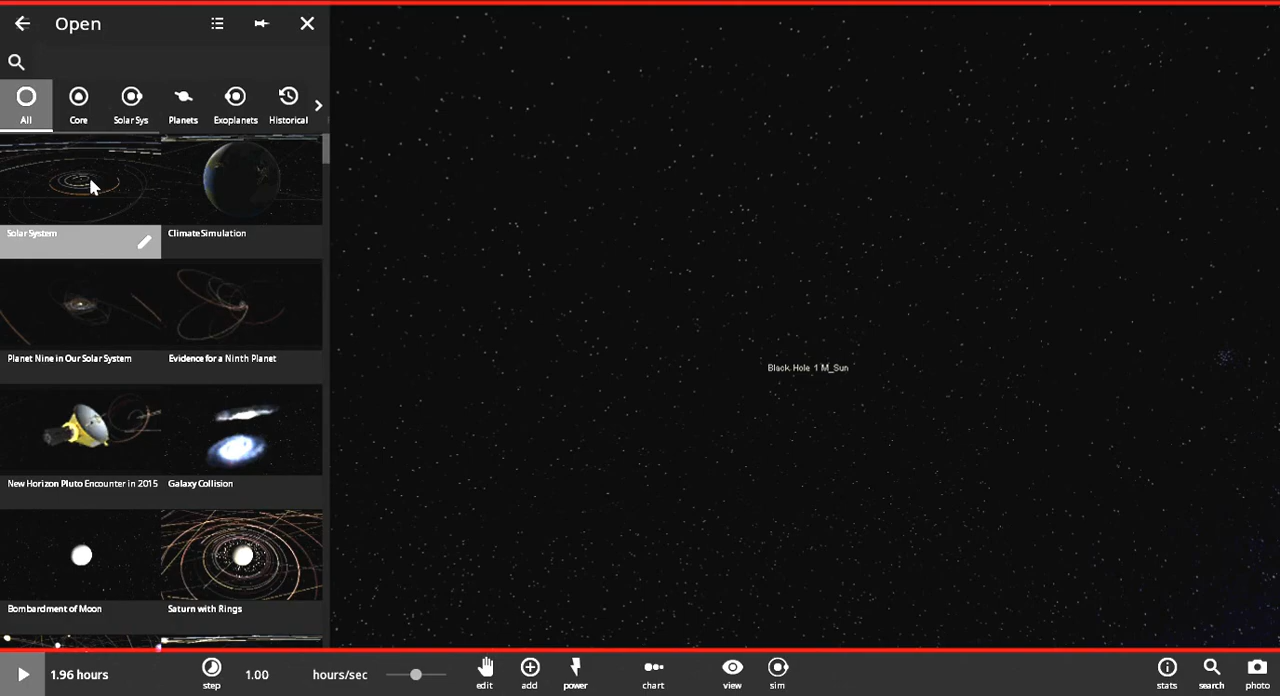 Open
All
Core
Solar Sys
Planets
Exoplanets
Historical
Solar System
Climate Simulation
Planet Nine in Our Solar System
Evidence for a Ninth Planet
New Horizon Pluto Encounter in 2015
Galaxy Collision
Bombardment of Moon
Saturn with Rings
Black Hole 1 M_Sun
1.96 hours
step
1.00
hours/sec
edit
add
power
chart
view
sim
stats
search
photo